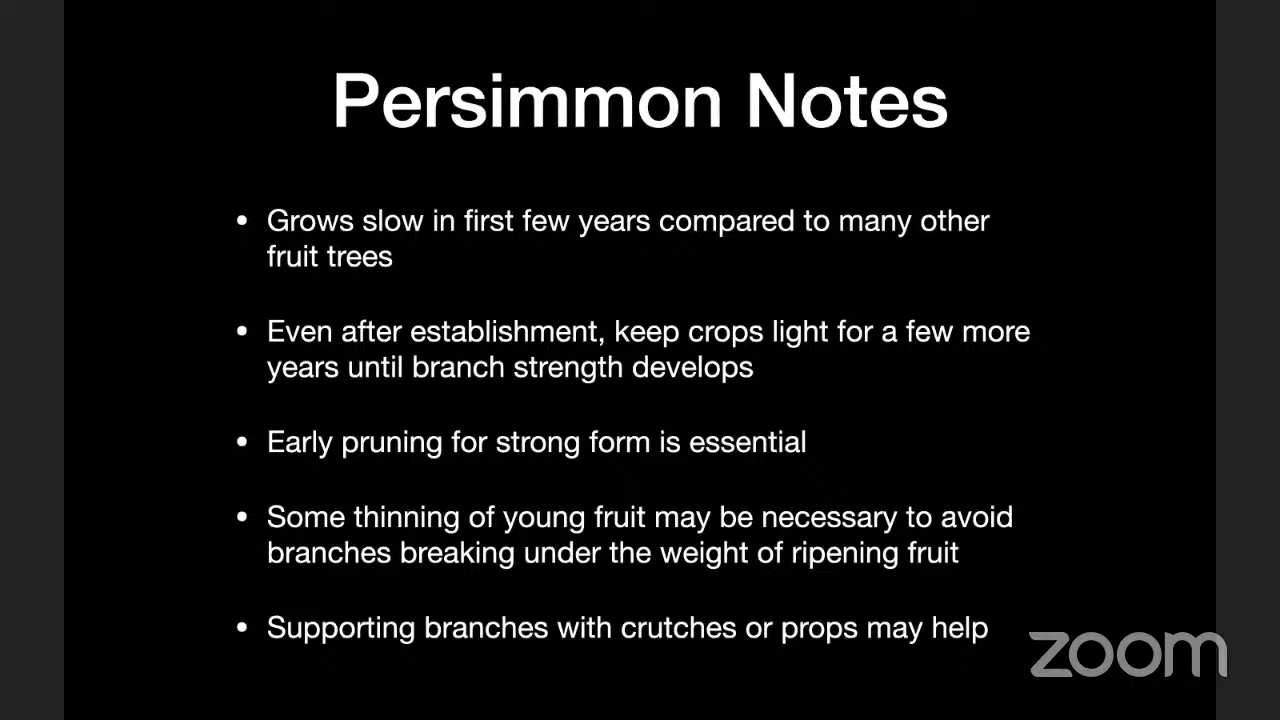 Persimmon Notes
• Grows slow in first few years compared to many other
fruit trees
• Even after establishment, keep crops light for a few more
years until branch strength develops
• Early pruning for strong form is essential
• Some thinning of young fruit may be necessary to avoid
branches breaking under the weight of ripening fruit
• Supporting branches with crutches or props may help
zoom